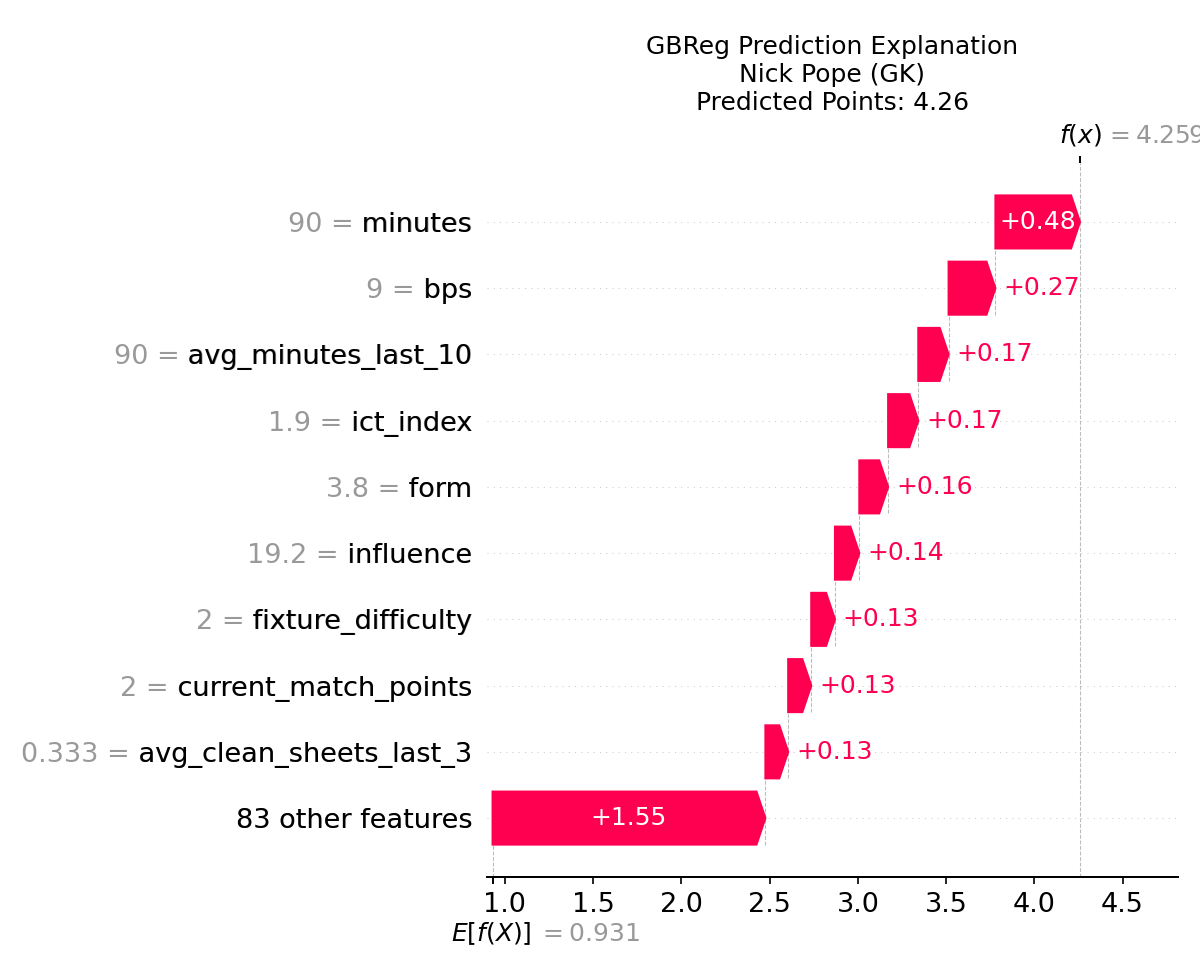 GBReg Prediction Explanation
Nick Pope (GK)
Predicted Points: 4.26
f(x) = 4.259
90 = minutes
+0.48
9 = bps
+0.27
90 = avg_minutes_last_10
+0.17
1.9 = ict_index
+0.17
3.8 = form
+0.16
19.2 = influence
+0.14
2 = fixture_difficulty
+0.13
2 = current_match_points
+0.13
0.333 = avg_clean_sheets_last_3
+0.13
83 other features
+1.55
1.0 1.5 2.0 2.5 3.0 3.5 4.0 4.5
E[f(X)] = 0.931